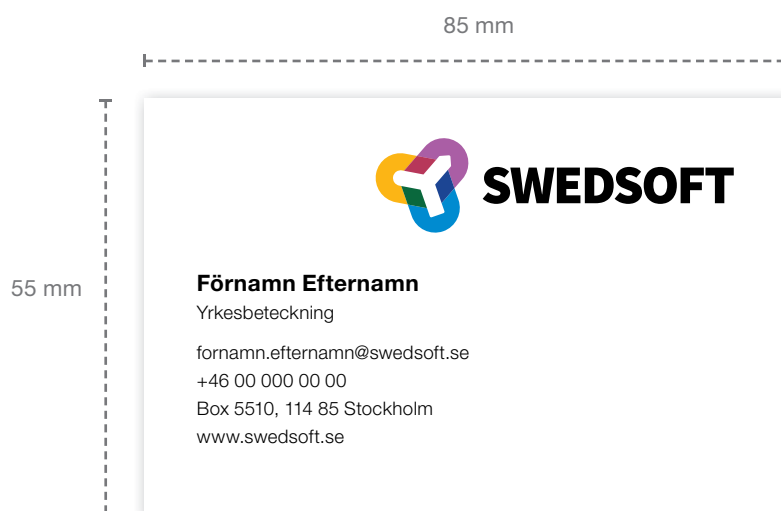 85 mm
SWEDSOFT
55 mm
Förnamn Efternamn
Yrkesbeteckning
fornamn.efternamn@swedsoft.se
+46 00 000 00 00
Box 5510, 114 85 Stockholm
www.swedsoft.se